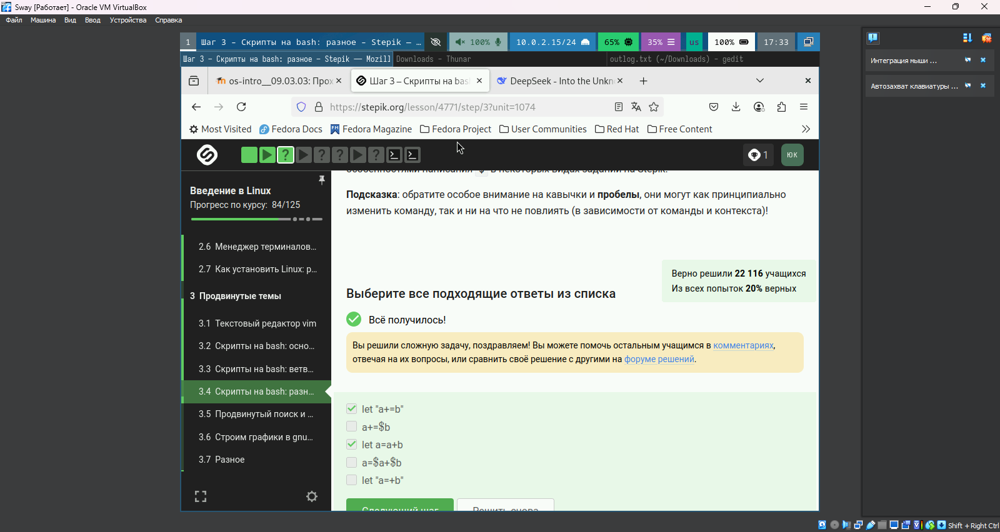 Sway [Работает] - Oracle VM VirtualBox
Файл Машина Вид Ввод Устройства Справка
1 Шаг 3 – Скрипты на bash: разное – Stepik — … 100% 10.0.2.15/24 65% 35% us 100% 17:33
Шаг 3 – Скрипты на bash: разное – Stepik — Mozill Downloads - Thunar outlog.txt (~/Downloads) - gedit
os-intro__09.03.03: Прох Шаг 3 – Скрипты на bas DeepSeek - Into the Unkn
https://stepik.org/lesson/4771/step/3?unit=1074
Most Visited Fedora Docs Fedora Magazine Fedora Project User Communities Red Hat Free Content
1 ЮК
особенностями написания $ в некоторых видах заданий на Stepik.
Введение в Linux
Прогресс по курсу: 84/125
2.6 Менеджер терминалов...
2.7 Как установить Linux: р...
3 Продвинутые темы
3.1 Текстовый редактор vim
3.2 Скрипты на bash: осно...
3.3 Скрипты на bash: ветв...
3.4 Скрипты на bash: разн...
3.5 Продвинутый поиск и ...
3.6 Строим графики в gnu...
3.7 Разное
Подсказка: обратите особое внимание на кавычки и пробелы, они могут как принципиально
изменить команду, так и ни на что не повлиять (в зависимости от команды и контекста)!
Верно решили 22 116 учащихся
Из всех попыток 20% верных
Выберите все подходящие ответы из списка
Всё получилось!
Вы решили сложную задачу, поздравляем! Вы можете помочь остальным учащимся в комментариях,
отвечая на их вопросы, или сравнить своё решение с другими на форуме решений.
let "a+=b"
a+=$b
let a=a+b
a=$a+$b
let "a=+b"
Следующий шаг Решить снова
Интеграция мыши ...
Автозахват клавиатуры ...
Shift + Right Ctrl